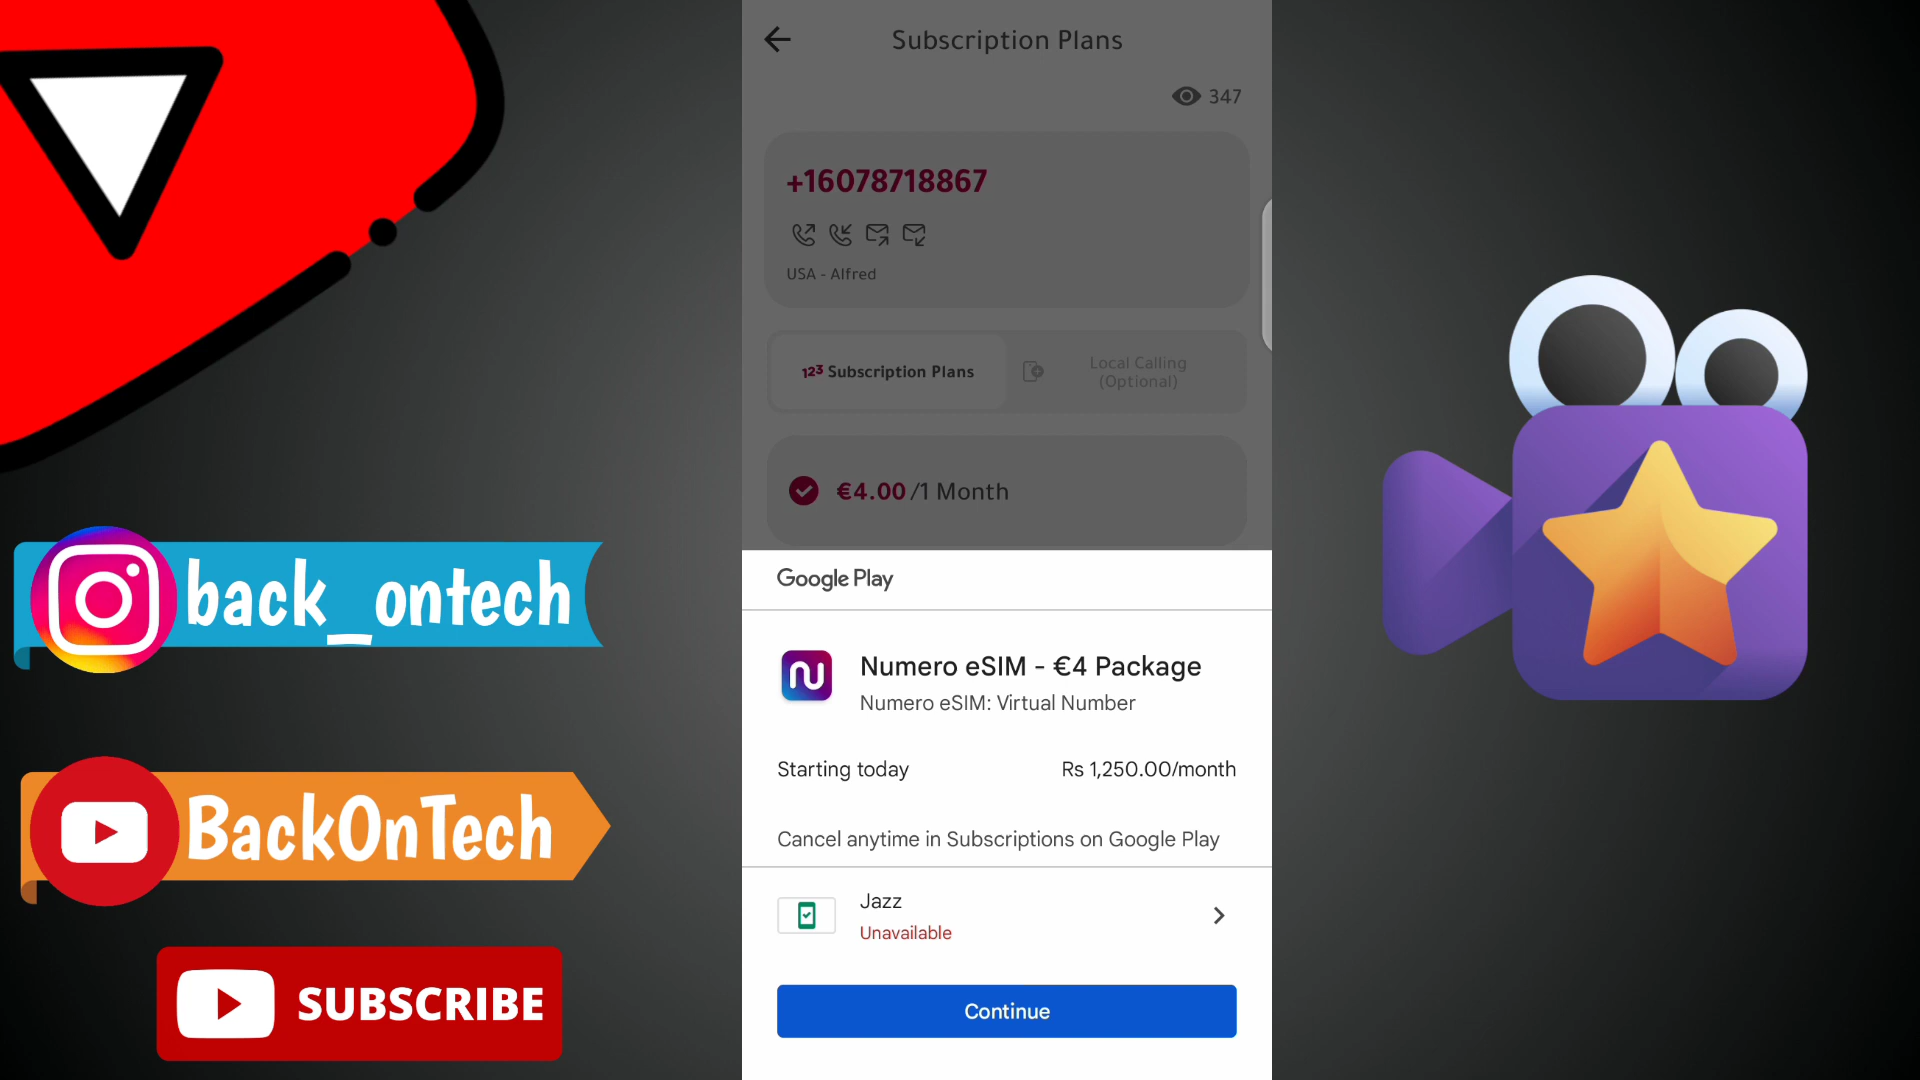 Subscription Plans
347
+16078718867
USA - Alfred
123 Subscription Plans
Local Calling
(Optional)
€4.00 /1 Month
Google Play
Numero eSIM - €4 Package
Numero eSIM: Virtual Number
Starting today
Rs 1,250.00/month
Cancel anytime in Subscriptions on Google Play
Jazz
Unavailable
Continue
back_ontech
BackOnTech
SUBSCRIBE